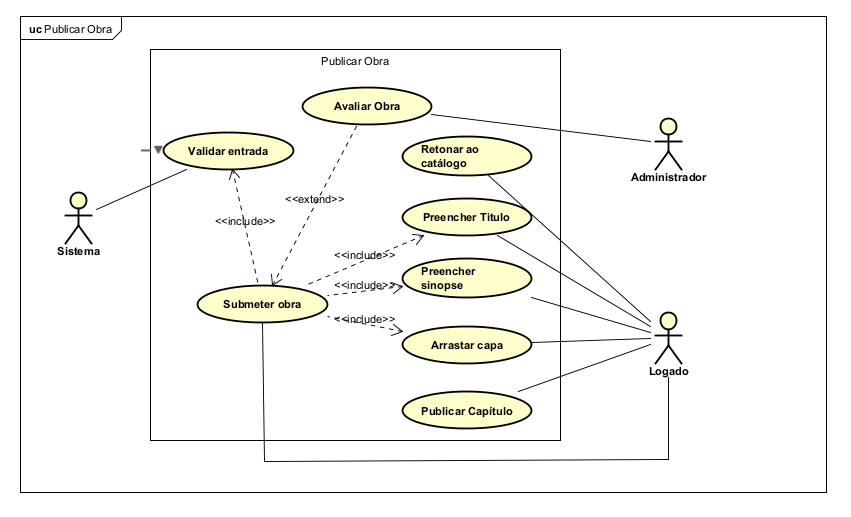 uc Publicar Obra
Publicar Obra
Avaliar Obra
Validar entrada
Retonar ao
catálogo
Administrador
<<extend>>
<<include>>
Preencher Titulo
Sistema
<<include>>
Preencher
sinopse
<<include>>
Submeter obra
<<include>>
Arrastar capa
Logado
Publicar Capítulo